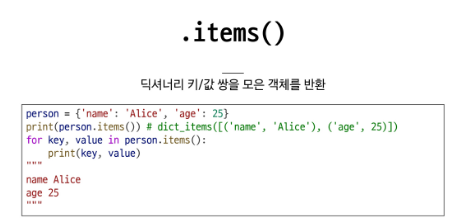 .items()
딕셔너리 키/값 쌍을 모은 객체를 반환
person = {'name': 'Alice', 'age': 25}
print(person.items()) # dict_items([('name', 'Alice'), ('age', 25)])
for key, value in person.items():
    print(key, value)
"""
name Alice
age 25
"""